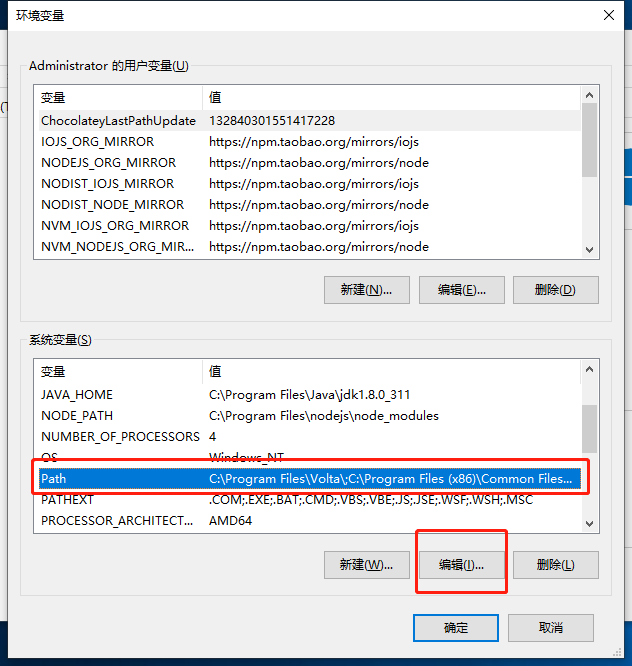 环境变量
Administrator 的用户变量(U)
变量 值
ChocolateyLastPathUpdate 132840301551417228
IOJS_ORG_MIRROR https://npm.taobao.org/mirrors/iojs
NODEJS_ORG_MIRROR https://npm.taobao.org/mirrors/node
NODIST_IOJS_MIRROR https://npm.taobao.org/mirrors/iojs
NODIST_NODE_MIRROR https://npm.taobao.org/mirrors/node
NVM_IOJS_ORG_MIRROR https://npm.taobao.org/mirrors/iojs
NVM_NODEJS_ORG_MIR... https://npm.taobao.org/mirrors/node
新建(N)... 编辑(E)... 删除(D)
系统变量(S)
变量 值
JAVA_HOME C:\Program Files\Java\jdk1.8.0_311
NODE_PATH C:\Program Files\nodejs\node_modules
NUMBER_OF_PROCESSORS 4
OS Windows_NT
Path C:\Program Files\Volta\;C:\Program Files (x86)\Common Files...
PATHEXT .COM;.EXE;.BAT;.CMD;.VBS;.VBE;.JS;.JSE;.WSF;.WSH;.MSC
PROCESSOR_ARCHITECT... AMD64
新建(W)... 编辑(I)... 删除(L)
确定 取消